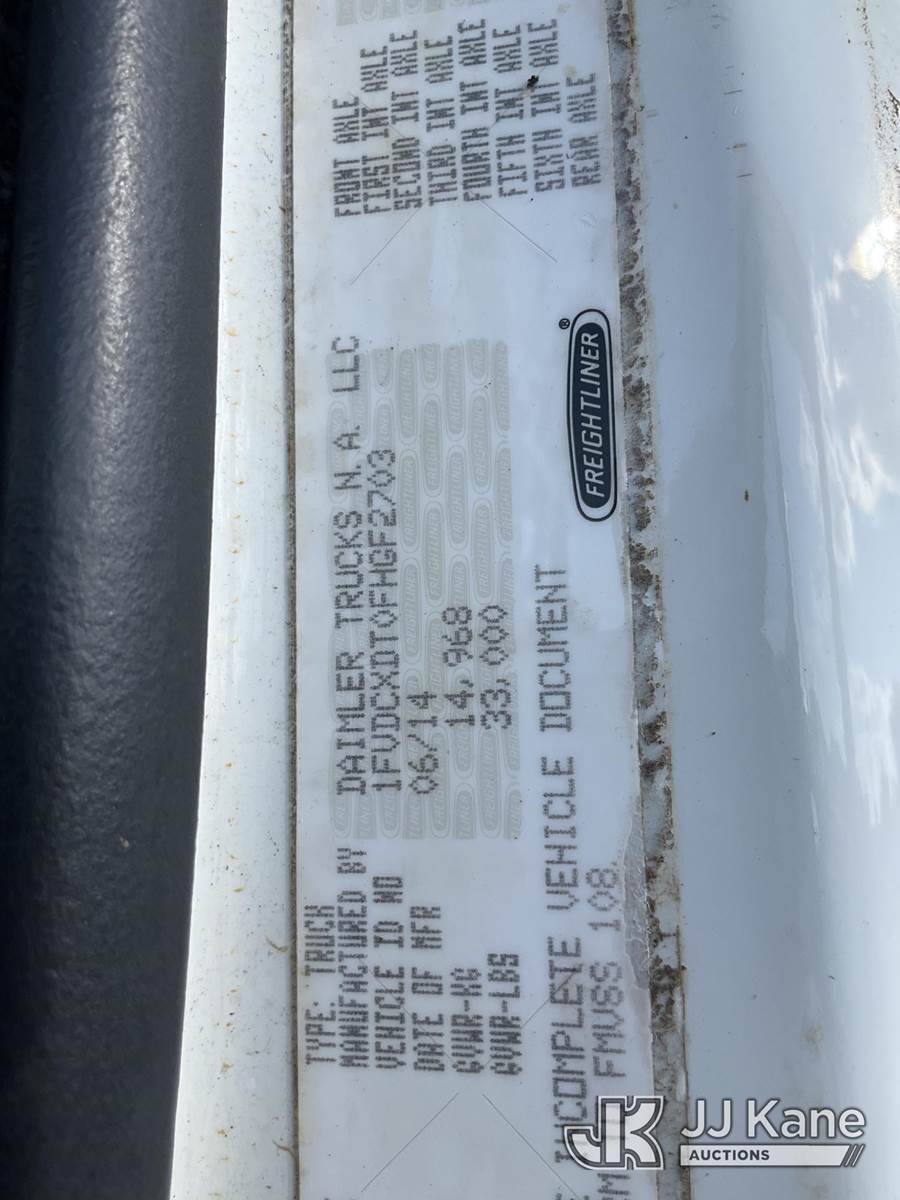 TYPE: TRUCK
MANUFACTURED BY DAIMLER TRUCKS N.A. LLC
VEHICLE ID NO 1FVDCXDT0FHGF2703
DATE OF MFR 06/14
GVWR-KG 14,968
GVWR-LBS 33,000
INCOMPLETE VEHICLE DOCUMENT
FMVSS 108.
FREIGHTLINER®
FRONT AXLE
FIRST INT AXLE
SECOND INT AXLE
THIRD INT AXLE
FOURTH INT AXLE
FIFTH INT AXLE
SIXTH INT AXLE
REAR AXLE
JK JJ Kane
AUCTIONS